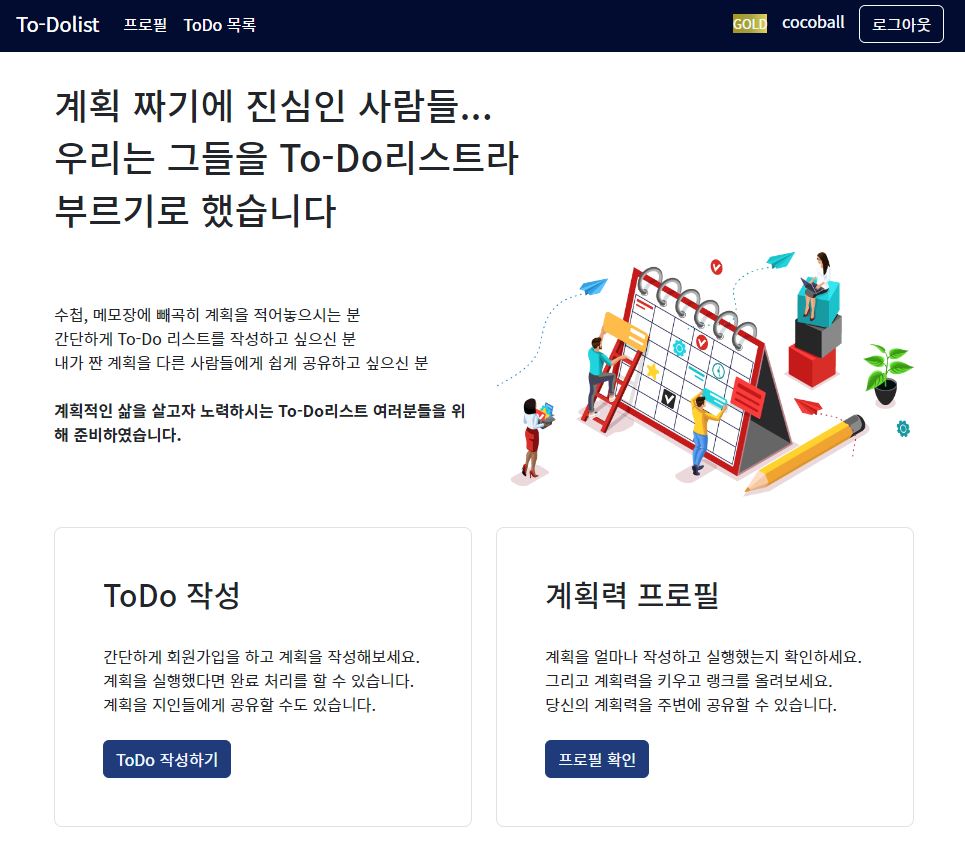 To-Dolist 프로필 ToDo 목록 GOLD cocoball 로그아웃
계획 짜기에 진심인 사람들...
우리는 그들을 To-Do리스트라
부르기로 했습니다
수첩, 메모장에 빼곡히 계획을 적어놓으시는 분
간단하게 To-Do 리스트를 작성하고 싶으신 분
내가 짠 계획을 다른 사람들에게 쉽게 공유하고 싶으신 분
계획적인 삶을 살고자 노력하시는 To-Do리스트 여러분들을 위
해 준비하였습니다.
ToDo 작성
간단하게 회원가입을 하고 계획을 작성해보세요.
계획을 실행했다면 완료 처리를 할 수 있습니다.
계획을 지인들에게 공유할 수도 있습니다.
ToDo 작성하기
계획력 프로필
계획을 얼마나 작성하고 실행했는지 확인하세요.
그리고 계획력을 키우고 랭크를 올려보세요.
당신의 계획력을 주변에 공유할 수 있습니다.
프로필 확인